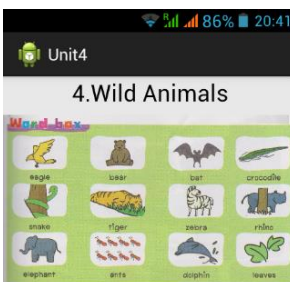 R 86% 20:41
Unit4
4.Wild Animals
Word box
eagle bear bat crocodile
snake tiger zebra rhino
elephant ants dolphin leaves